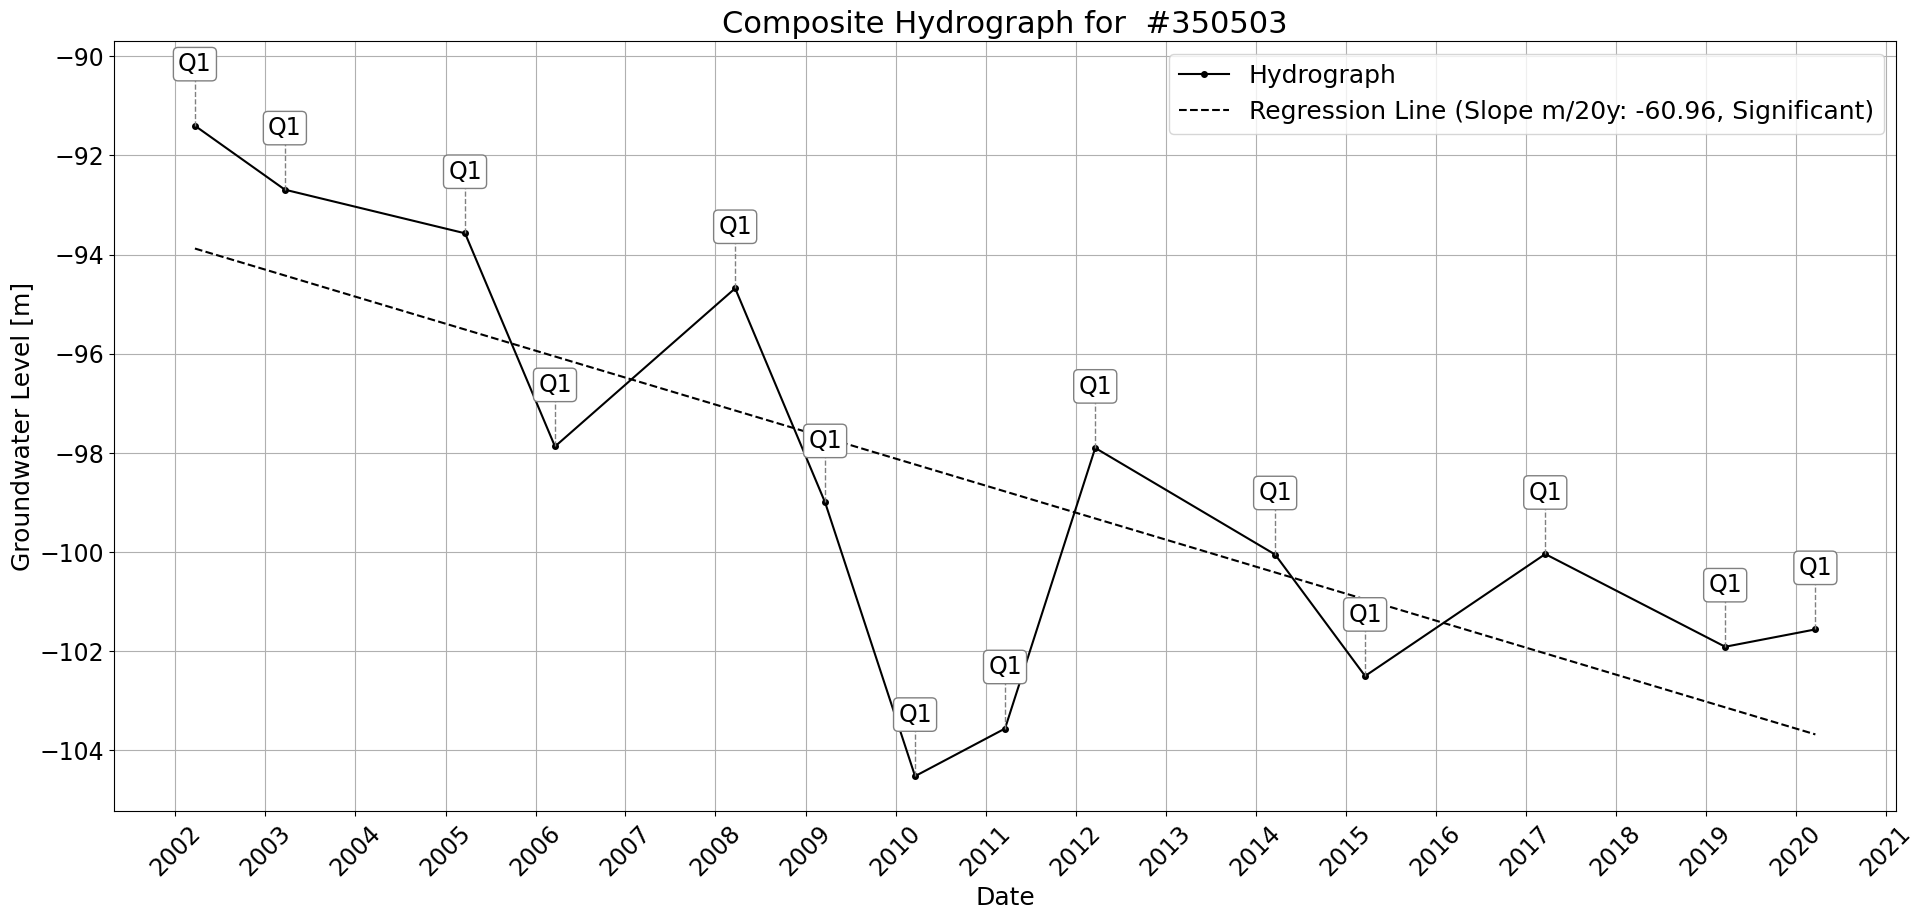 Composite Hydrograph for  #350503
Hydrograph
Regression Line (Slope m/20y: -60.96, Significant)
Groundwater Level [m]
−90
−92
−94
−96
−98
−100
−102
−104
Q1
Q1
Q1
Q1
Q1
Q1
Q1
Q1
Q1
Q1
Q1
Q1
Q1
Q1
2002
2003
2004
2005
2006
2007
2008
2009
2010
2011
2012
2013
2014
2015
2016
2017
2018
2019
2020
2021
Date